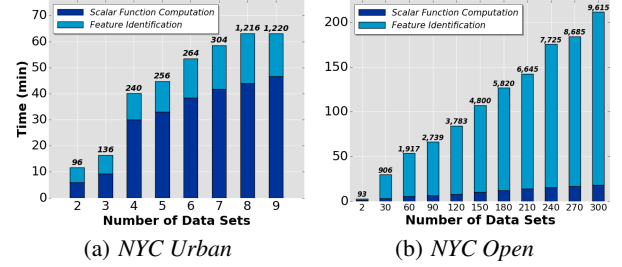 Scalar Function Computation
Feature Identification
Time (min)
70
60
50
40
30
20
10
0
96
136
240
256
264
304
1,216
1,220
2 3 4 5 6 7 8 9
Number of Data Sets
(a) NYC Urban
Scalar Function Computation
Feature Identification
200
150
100
50
0
93
906
1,917
2,739
3,783
4,800
5,820
6,645
7,725
8,685
9,615
2 30 60 90 120 150 180 210 240 270 300
Number of Data Sets
(b) NYC Open